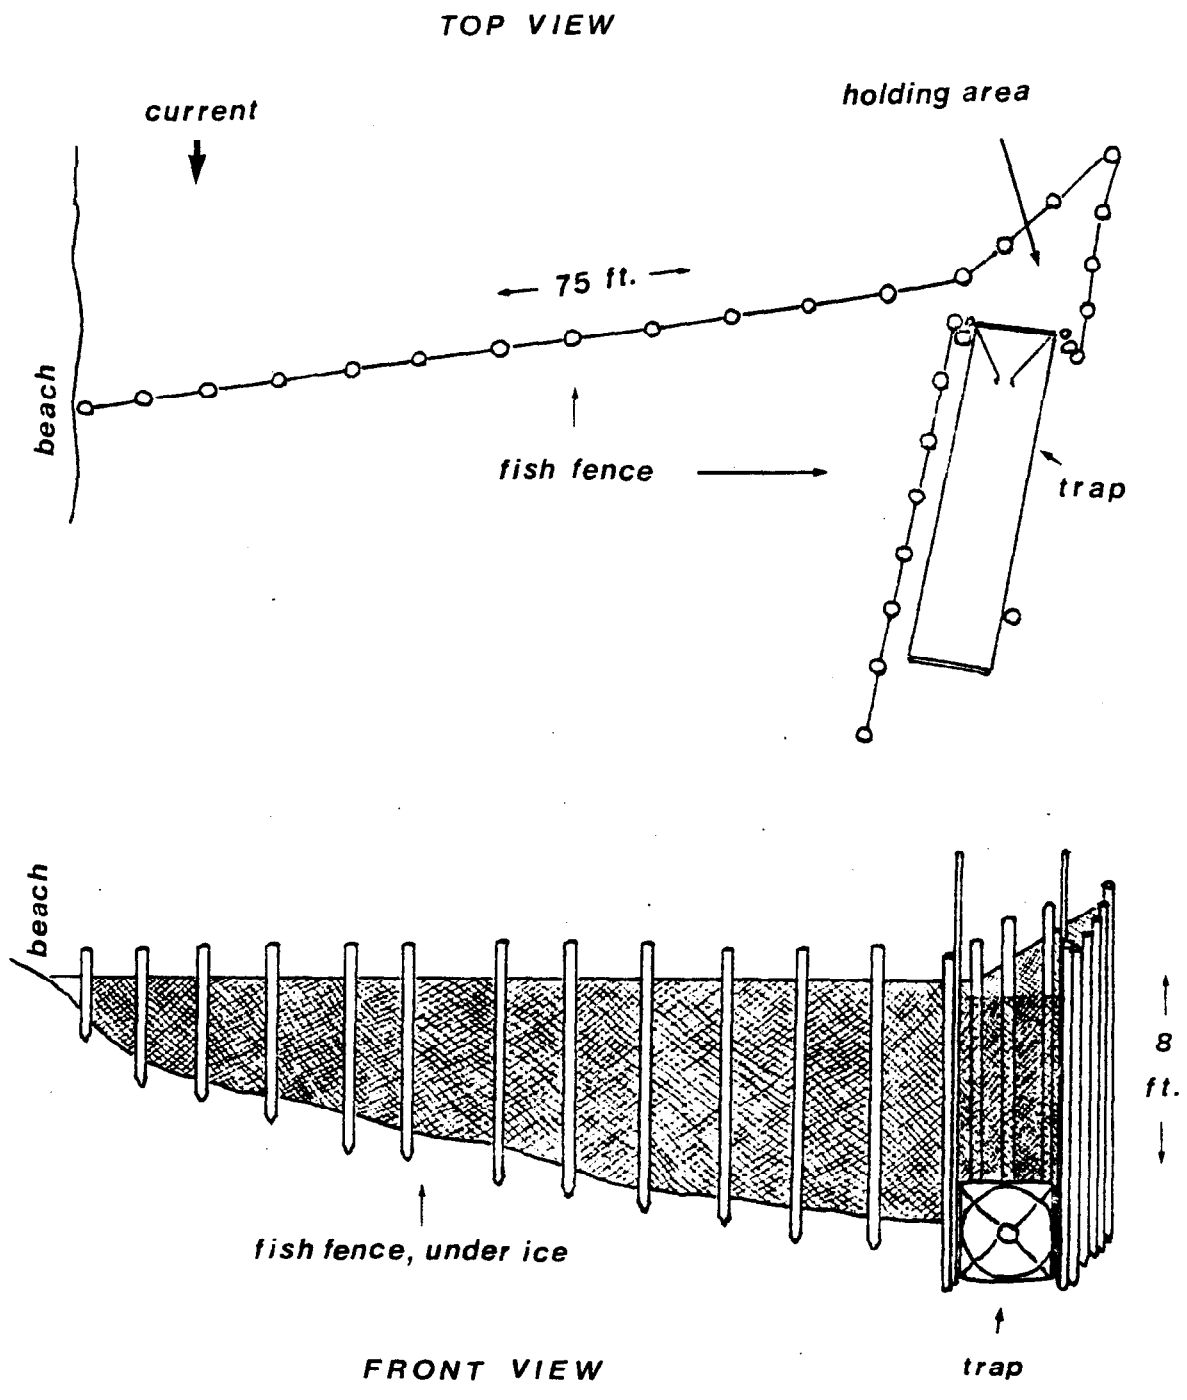 TOP VIEW
current
holding area
75 ft.
beach
fish fence
trap
beach
8
ft.
fish fence, under ice
FRONT VIEW
trap